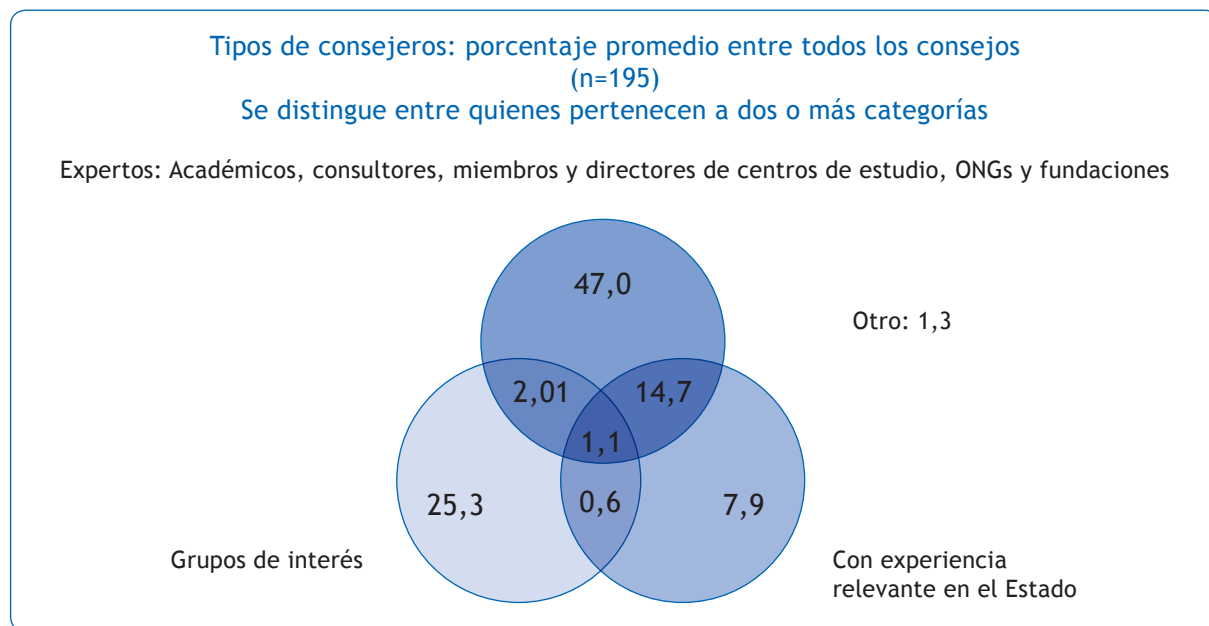 Tipos de consejeros: porcentaje promedio entre todos los consejos
(n=195)
Se distingue entre quienes pertenecen a dos o más categorías
Expertos: Académicos, consultores, miembros y directores de centros de estudio, ONGs y fundaciones
47,0
Otro: 1,3
2,01
14,7
1,1
25,3
0,6
7,9
Grupos de interés
Con experiencia
relevante en el Estado